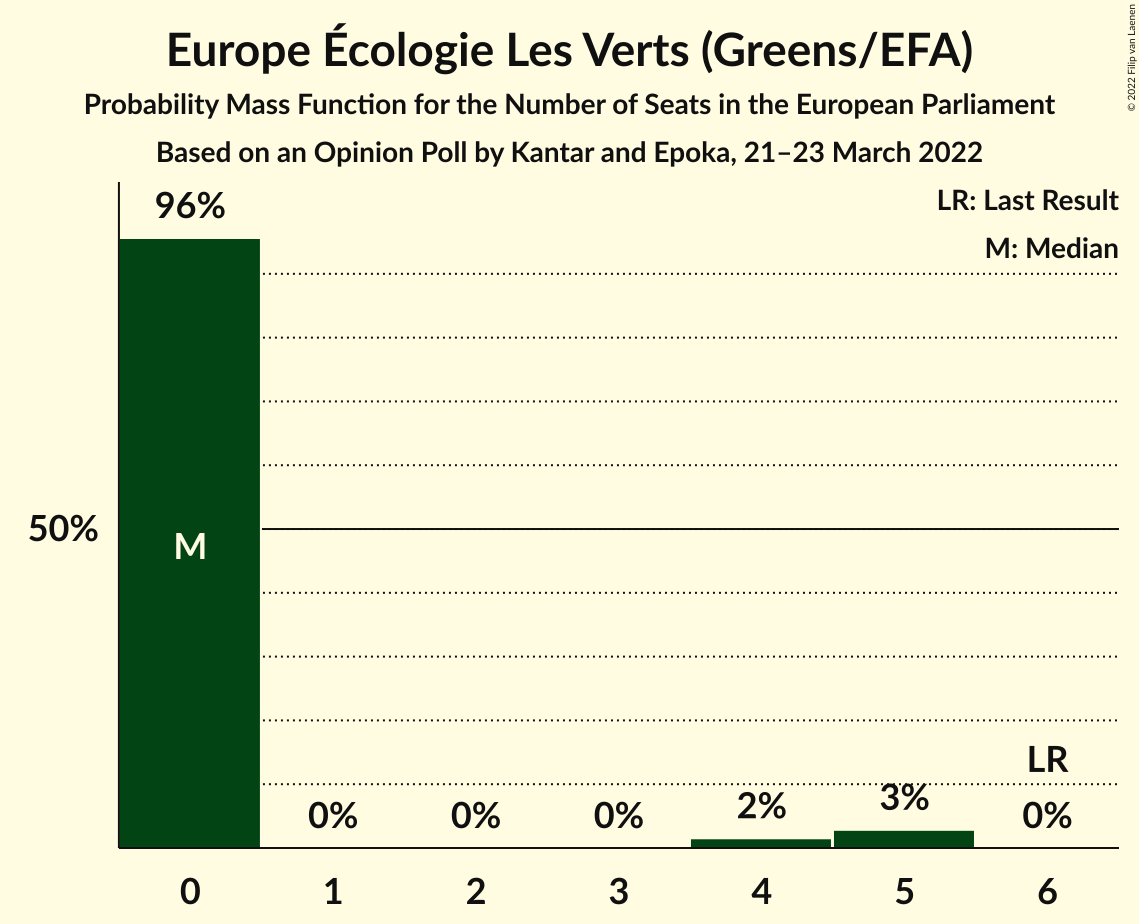 Europe Écologie Les Verts (Greens/EFA)
Probability Mass Function for the Number of Seats in the European Parliament
Based on an Opinion Poll by Kantar and Epoka, 21–23 March 2022
© 2022 Filip van Laenen
LR: Last Result
M: Median
96%
50%
M
LR
0%
0%
0%
2%
3%
0%
0
1
2
3
4
5
6